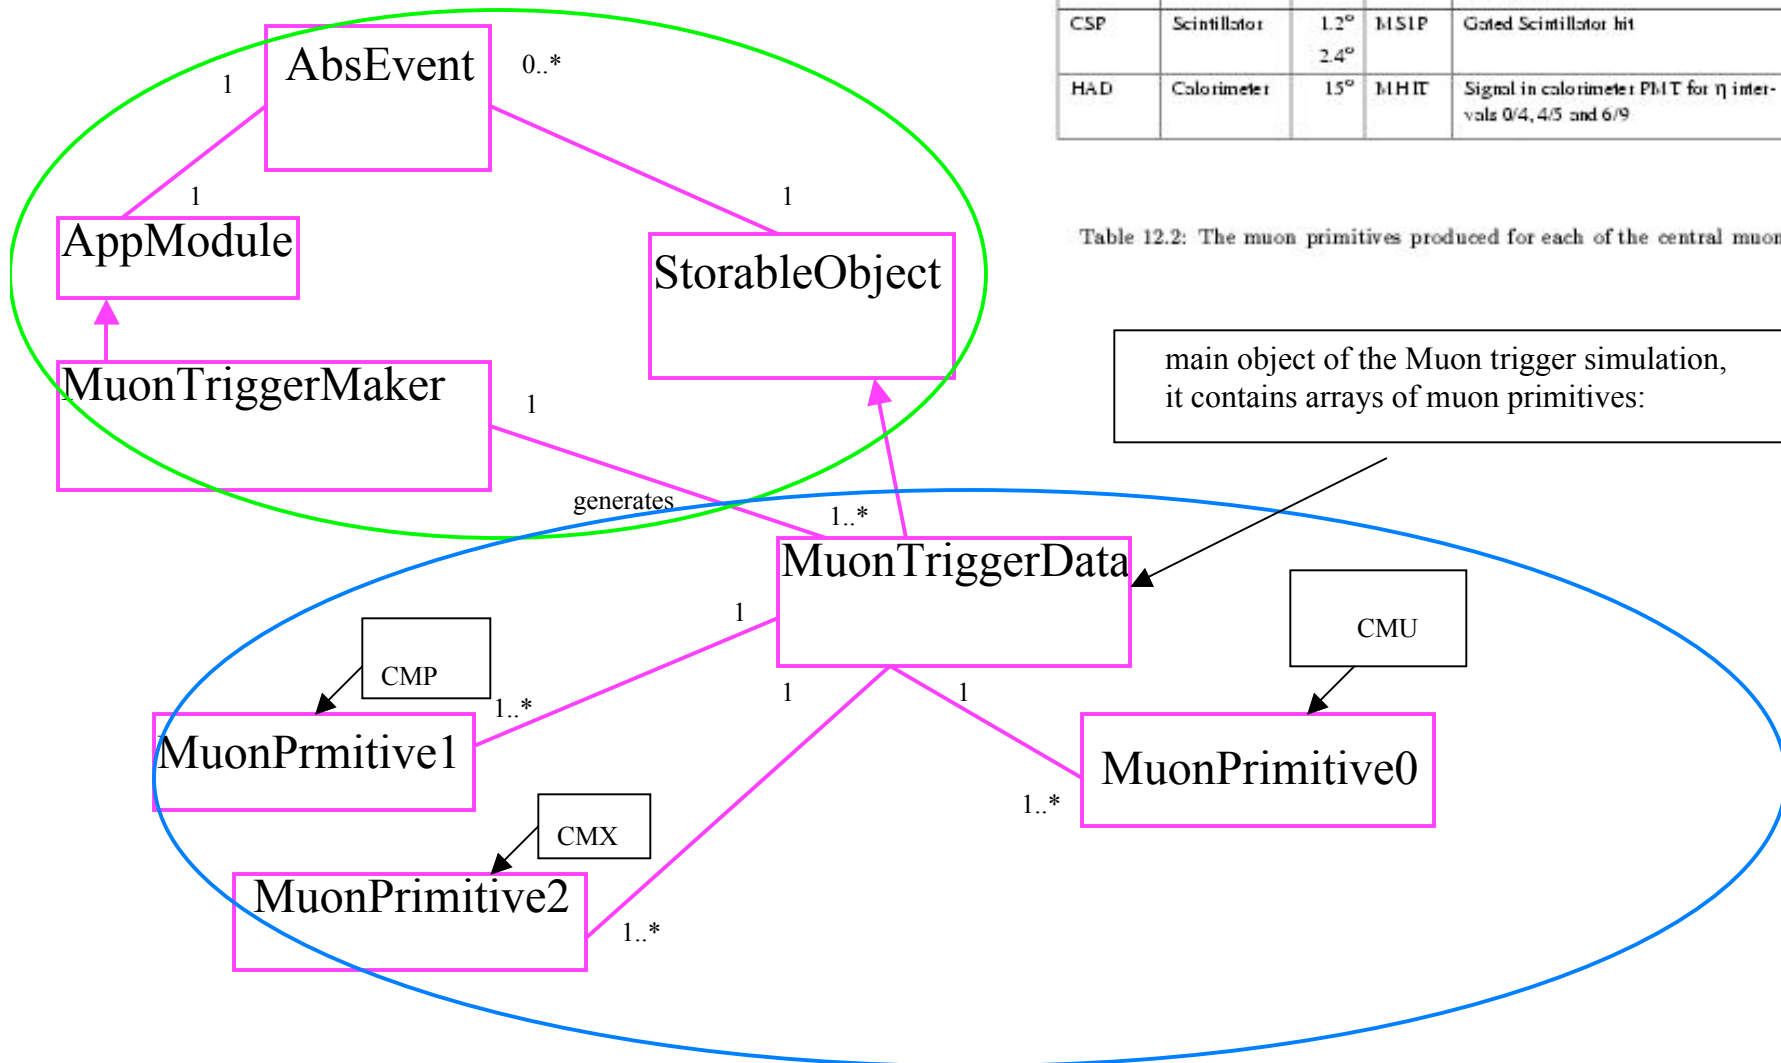 CSP Scintillator 1.2° MS1P Gated Scintillator hit
2.4°
HAD Calorimeter 15° MHIT Signal in calorimeter PMT for η inter-
vals 0/4, 4/5 and 6/9
Table 12.2: The muon primitives produced for each of the central muon
AbsEvent
1
0..*
1
1
AppModule
StorableObject
MuonTriggerMaker
1
main object of the Muon trigger simulation,
it contains arrays of muon primitives:
generates
1..*
MuonTriggerData
1
CMU
CMP
1
1
1..*
MuonPrmitive1
MuonPrimitive0
1..*
CMX
MuonPrimitive2
1..*